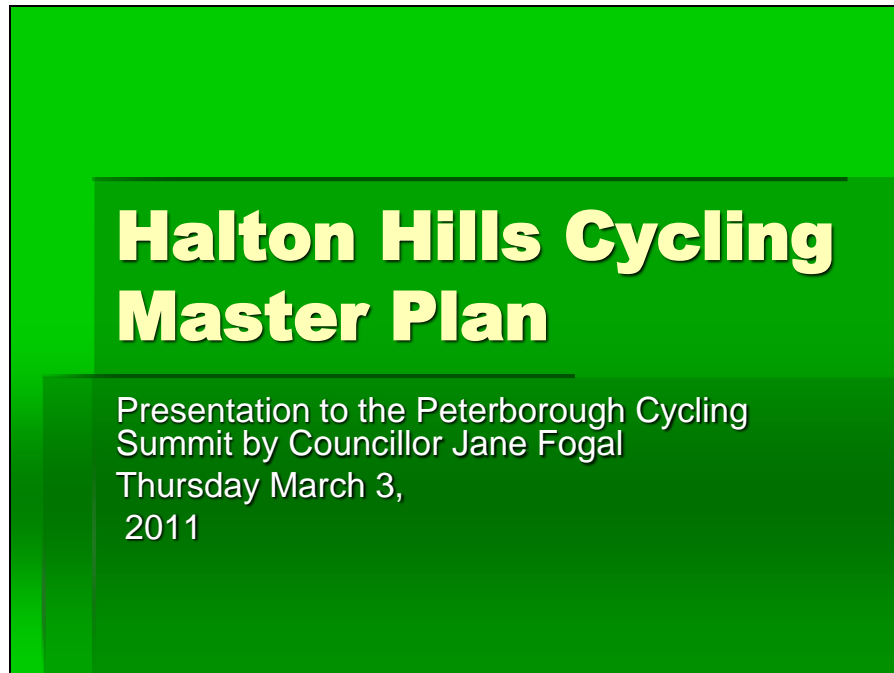 Halton Hills Cycling
Master Plan
Presentation to the Peterborough Cycling
Summit by Councillor Jane Fogal
Thursday March 3,
2011